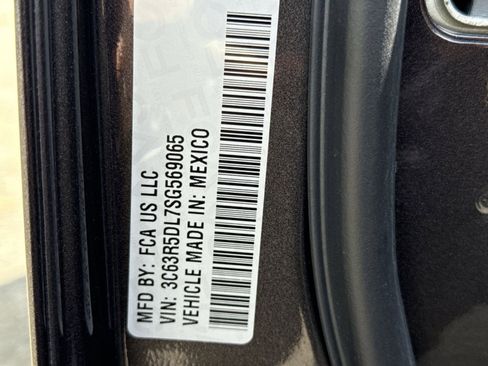 MFD BY: FCA US LLC
VIN: 3C63R5DL7SG569065
VEHICLE MADE IN: MEXICO